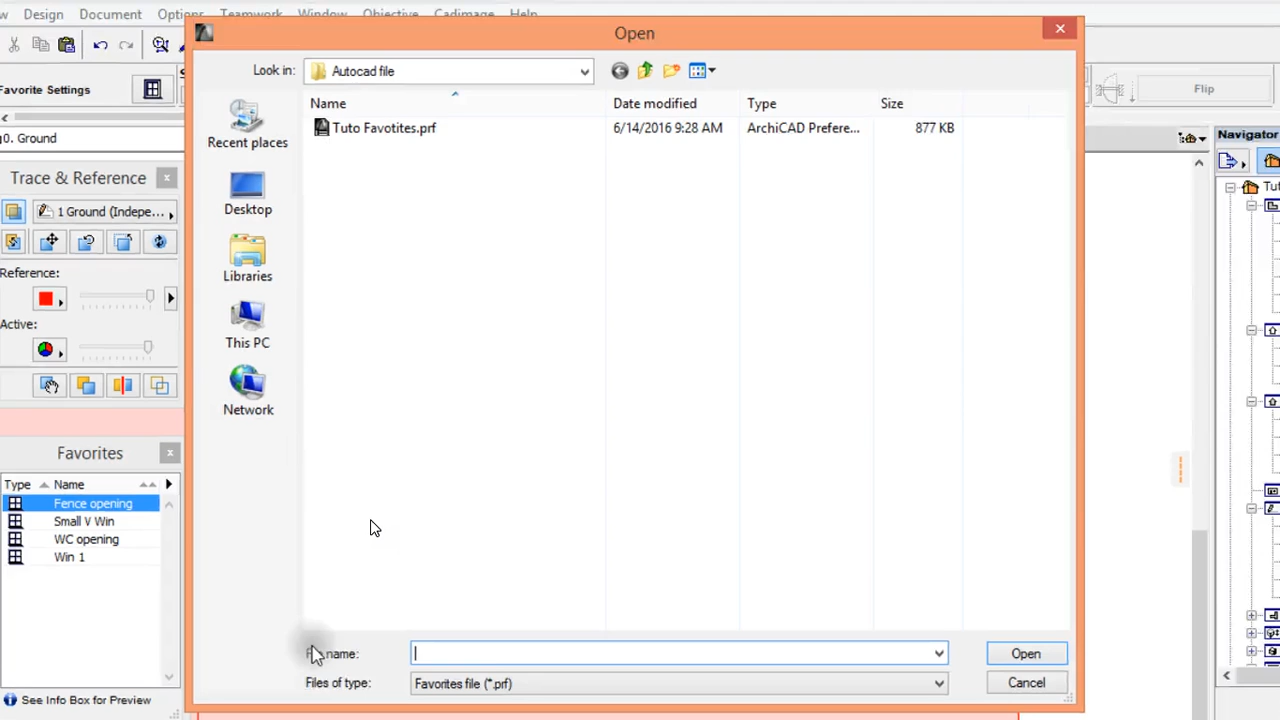 Design Document Options Teamwork Window Objective Cadimage Help
Open
Favorite Settings
Flip
Look in: Autocad file
Name Date modified Type Size
Tuto Favotites.prf 6/14/2016 9:28 AM ArchiCAD Prefere... 877 KB
0. Ground
Navigator
Recent places
Trace & Reference
1 Ground (Indepe...
Desktop
Reference:
Libraries
Active:
This PC
Network
Favorites
Type Name
Fence opening
Small V Win
WC opening
Win 1
name:
Open
Files of type: Favorites file (*.prf)
Cancel
See Info Box for Preview